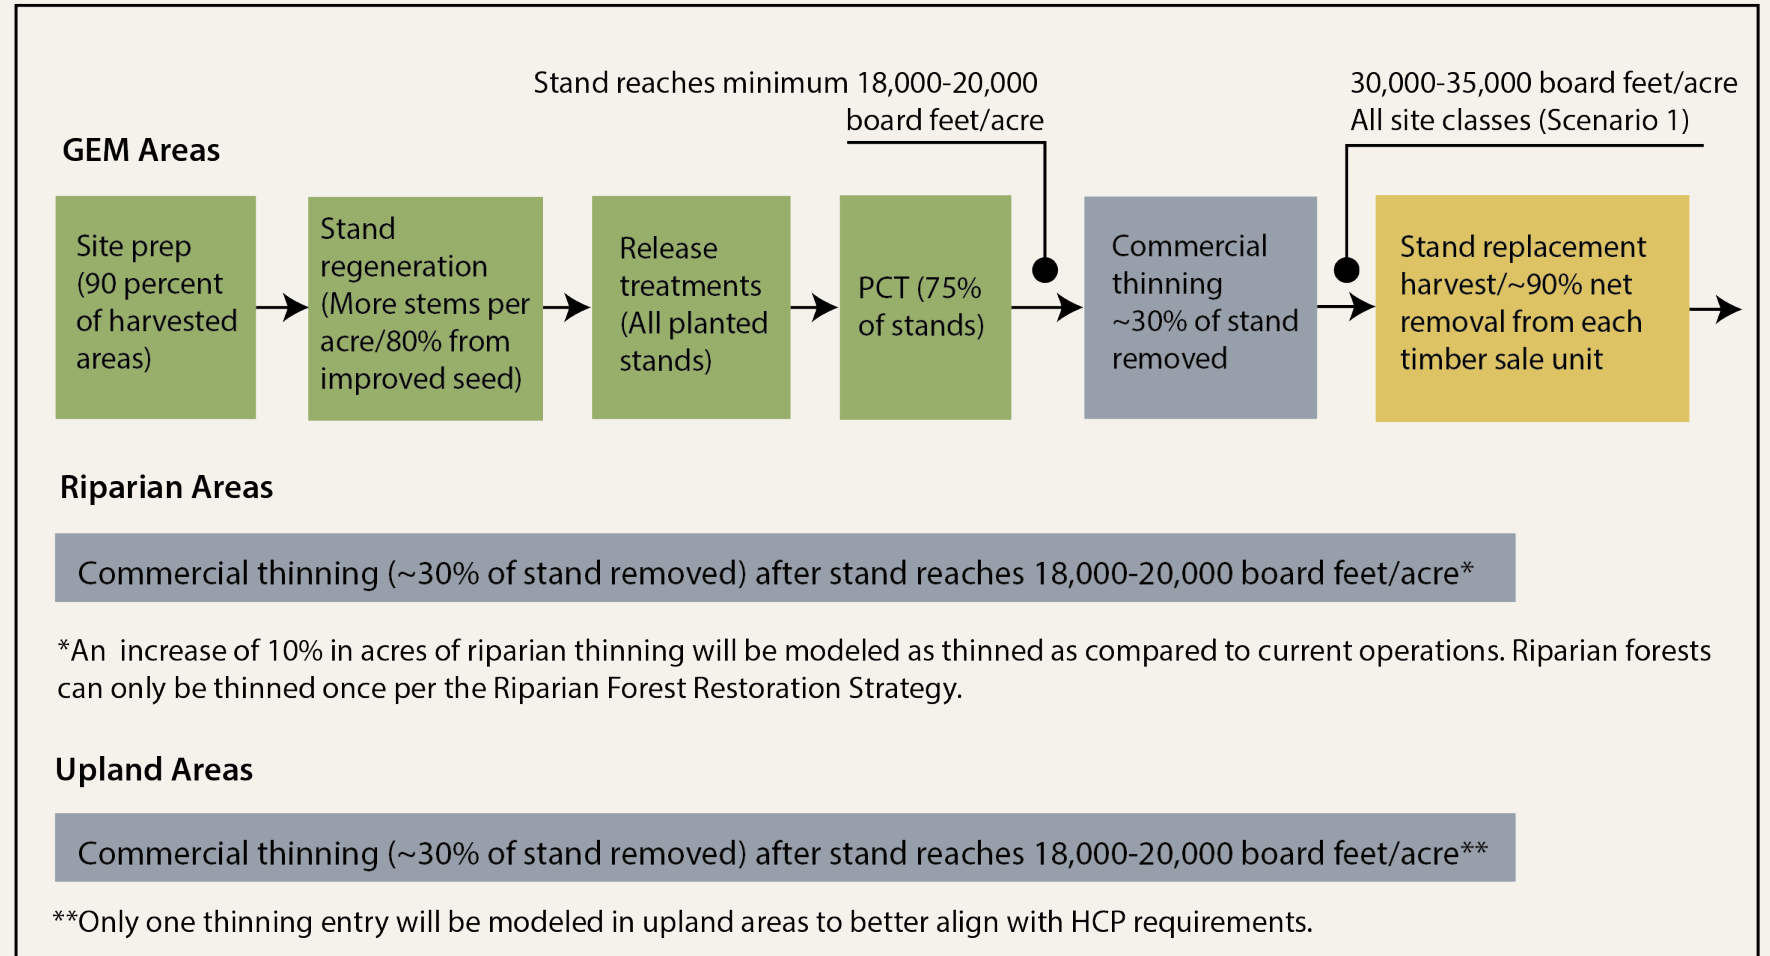 Stand reaches minimum 18,000-20,000
board feet/acre
30,000-35,000 board feet/acre
All site classes (Scenario 1)
GEM Areas
Site prep
(90 percent
of harvested
areas)
Stand
regeneration
(More stems per
acre/80% from
improved seed)
Release
treatments
(All planted
stands)
PCT (75%
of stands)
Commercial
thinning
~30% of stand
removed
Stand replacement
harvest/~90% net
removal from each
timber sale unit
Riparian Areas
Commercial thinning (~30% of stand removed) after stand reaches 18,000-20,000 board feet/acre*
*An increase of 10% in acres of riparian thinning will be modeled as thinned as compared to current operations. Riparian forests
can only be thinned once per the Riparian Forest Restoration Strategy.
Upland Areas
Commercial thinning (~30% of stand removed) after stand reaches 18,000-20,000 board feet/acre**
**Only one thinning entry will be modeled in upland areas to better align with HCP requirements.